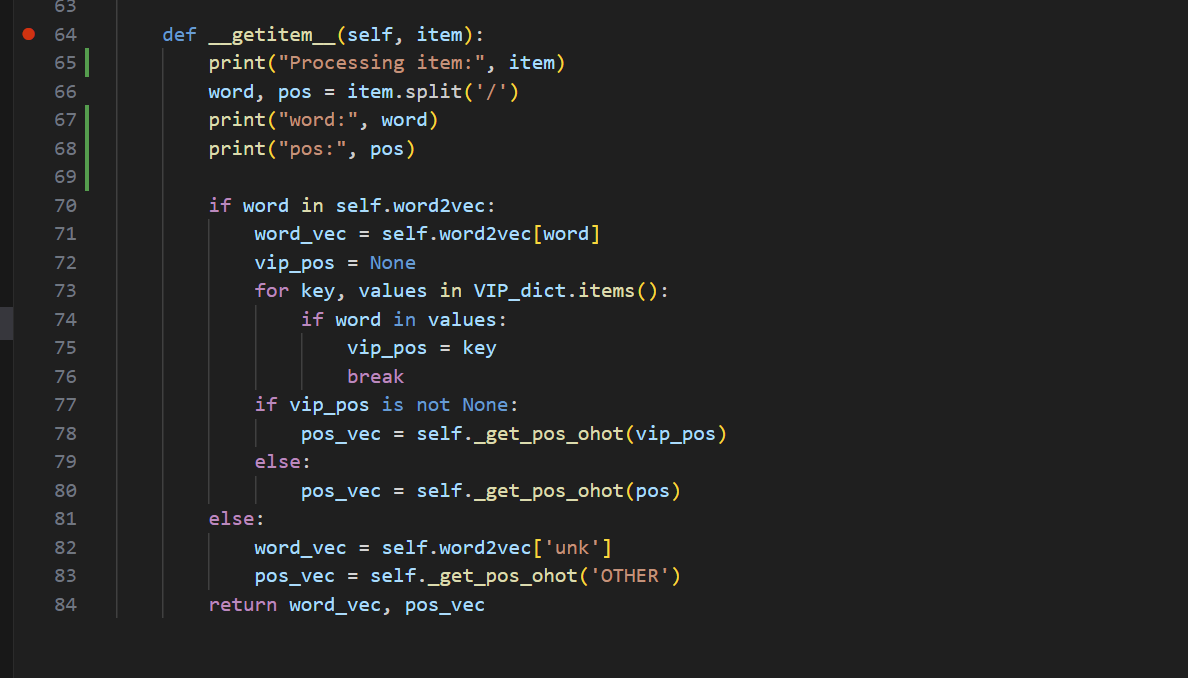 63
64 def __getitem__(self, item):
65 print("Processing item:", item)
66 word, pos = item.split('/')
67 print("word:", word)
68 print("pos:", pos)
69
70 if word in self.word2vec:
71 word_vec = self.word2vec[word]
72 vip_pos = None
73 for key, values in VIP_dict.items():
74 if word in values:
75 vip_pos = key
76 break
77 if vip_pos is not None:
78 pos_vec = self._get_pos_ohot(vip_pos)
79 else:
80 pos_vec = self._get_pos_ohot(pos)
81 else:
82 word_vec = self.word2vec['unk']
83 pos_vec = self._get_pos_ohot('OTHER')
84 return word_vec, pos_vec